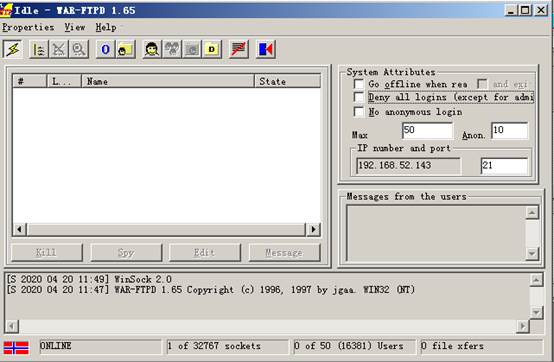 Idle - WAR-FTPD 1.65
Properties View Help
# L... Name State
Kill Spy Edit Message
System Attributes
Go offline when rea and exi
Deny all logins (except for admi
No anonymous login
Max 50 Anon. 10
IP number and port
192.168.52.143 21
Messages from the users
[S 2020 04 20 11:49] WinSock 2.0
[S 2020 04 20 11:47] WAR-FTPD 1.65 Copyright (c) 1996, 1997 by jgaa. WIN32 (NT)
ONLINE 1 of 32767 sockets 0 of 50 (16381) Users 0 file xfers